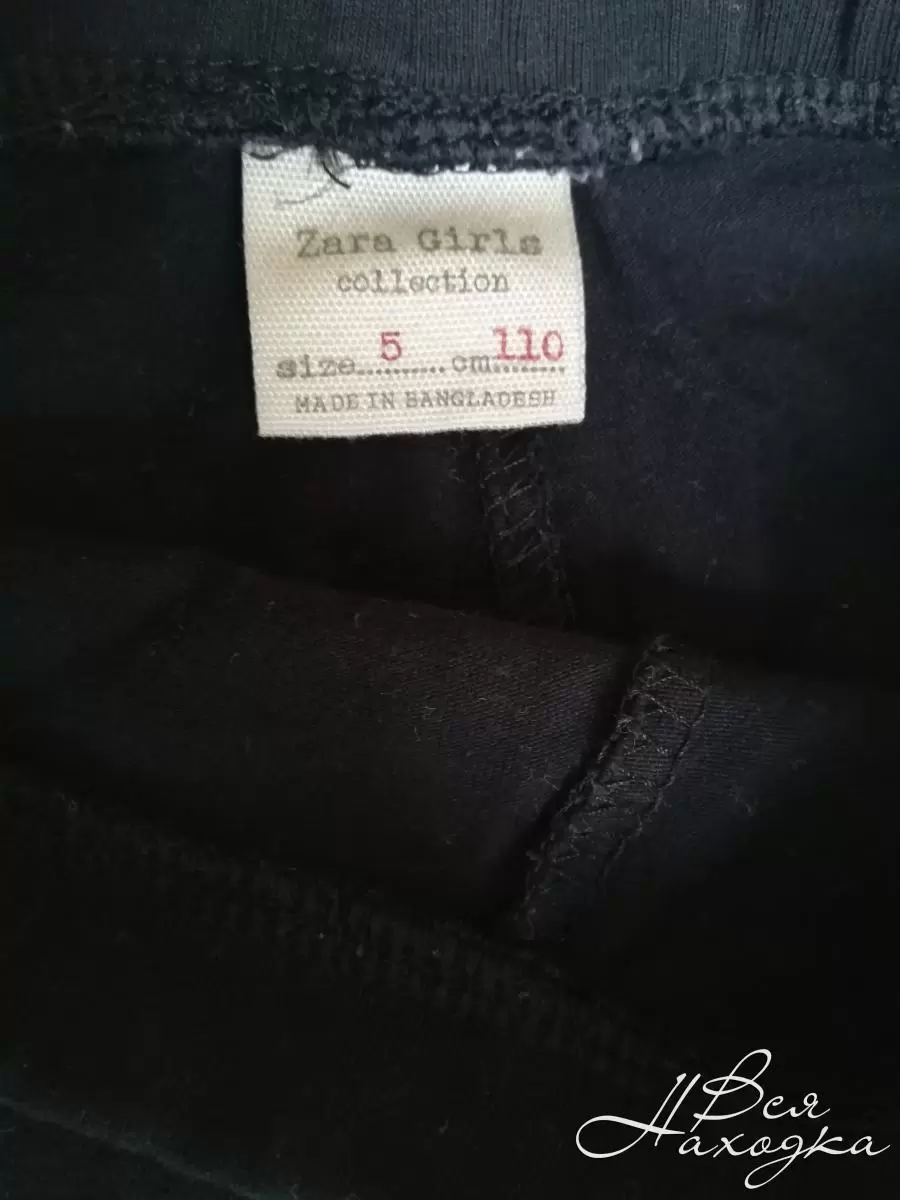 Zara Girls
collection
size..........5 cm........110
MADE IN BANGLADESH
Вся
Находка